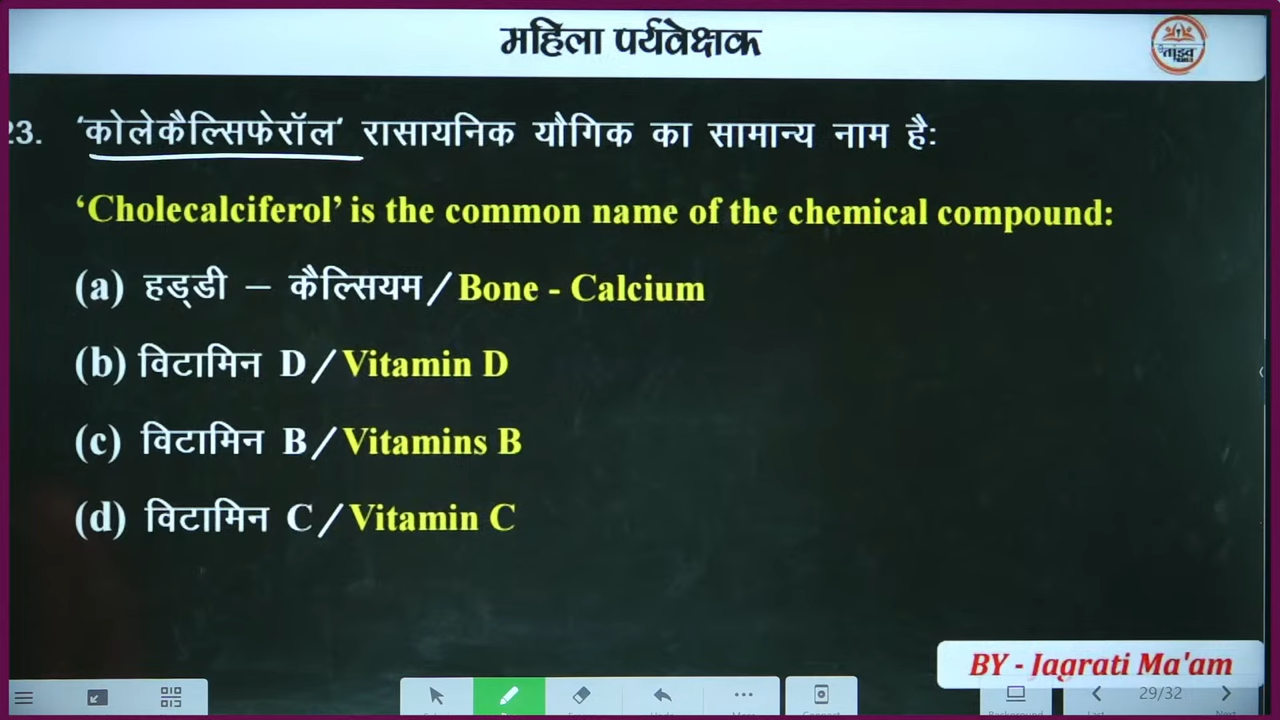 महिला पर्यवेक्षक
ताइव
23. ‘कोलेकैल्सिफेरॉल’ रासायनिक यौगिक का सामान्य नाम है:
‘Cholecalciferol’ is the common name of the chemical compound:
(a) हड्डी – कैल्सियम/Bone - Calcium
(b) विटामिन D/Vitamin D
(c) विटामिन B/Vitamins B
(d) विटामिन C/Vitamin C
BY - Jagrati Ma'am
29/32